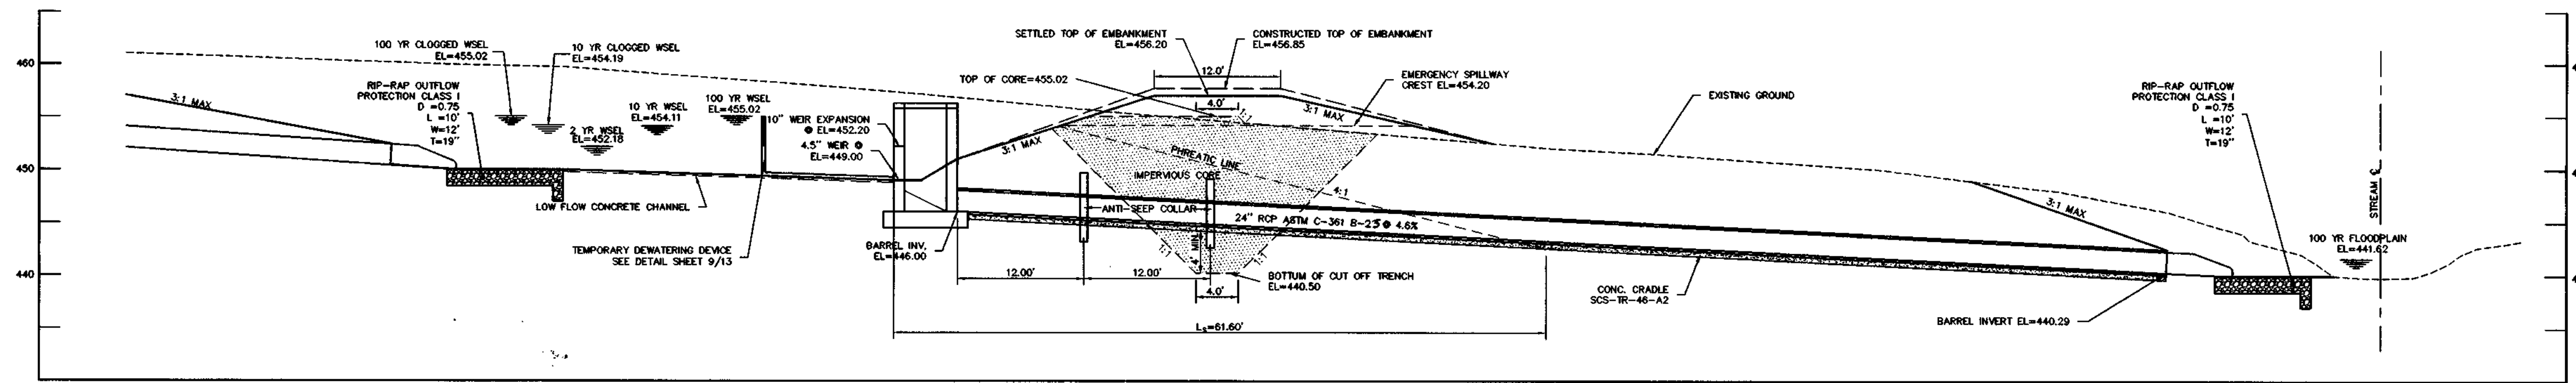 460
450
440
100 YR CLOGGED WSEL
EL=455.02
10 YR CLOGGED WSEL
EL=454.19
3:1 MAX
RIP-RAP OUTFLOW
PROTECTION CLASS I
D =0.75
L =10'
W=12'
T=19"
2 YR WSEL
EL=452.18
10 YR WSEL
EL=454.11
100 YR WSEL
EL=455.02
10" WEIR EXPANSION
@ EL=452.20
4.5" WEIR @
EL=449.00
LOW FLOW CONCRETE CHANNEL
TEMPORARY DEWATERING DEVICE
SEE DETAIL SHEET 9/13
BARREL INV.
EL=446.00
SETTLED TOP OF EMBANKMENT
EL=456.20
CONSTRUCTED TOP OF EMBANKMENT
EL=456.85
12.0'
TOP OF CORE=455.02
4.0'
1:1
EMERGENCY SPILLWAY
CREST EL=454.20
3:1 MAX
3:1 MAX
PHREATIC LINE
IMPERVIOUS CORE
4:1
ANTI-SEEP COLLAR
24" RCP ASTM C-361 B-25 @ 4.6%
1:1
4' MIN.
1:1
12.00'
12.00'
4.0'
BOTTOM OF CUT OFF TRENCH
EL=440.50
Ls=61.60'
EXISTING GROUND
CONC. CRADLE
SCS-TR-46-A2
3:1 MAX
BARREL INVERT EL=440.29
RIP-RAP OUTFLOW
PROTECTION CLASS I
D =0.75
L =10'
W=12'
T=19"
STREAM ℄
100 YR FLOODPLAIN
EL=441.62